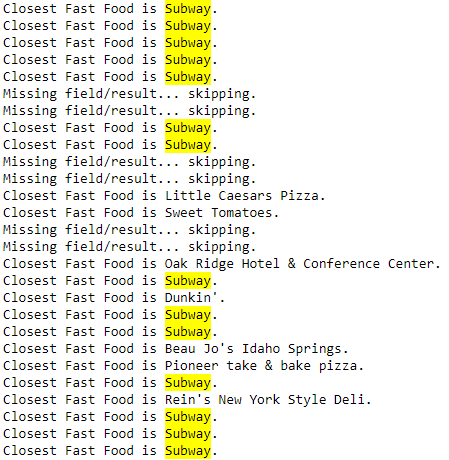 Closest Fast Food is Subway.
Closest Fast Food is Subway.
Closest Fast Food is Subway.
Closest Fast Food is Subway.
Closest Fast Food is Subway.
Missing field/result... skipping.
Missing field/result... skipping.
Closest Fast Food is Subway.
Closest Fast Food is Subway.
Missing field/result... skipping.
Missing field/result... skipping.
Closest Fast Food is Little Caesars Pizza.
Closest Fast Food is Sweet Tomatoes.
Missing field/result... skipping.
Missing field/result... skipping.
Closest Fast Food is Oak Ridge Hotel & Conference Center.
Closest Fast Food is Subway.
Closest Fast Food is Dunkin'.
Closest Fast Food is Subway.
Closest Fast Food is Subway.
Closest Fast Food is Beau Jo's Idaho Springs.
Closest Fast Food is Pioneer take & bake pizza.
Closest Fast Food is Subway.
Closest Fast Food is Rein's New York Style Deli.
Closest Fast Food is Subway.
Closest Fast Food is Subway.
Closest Fast Food is Subway.